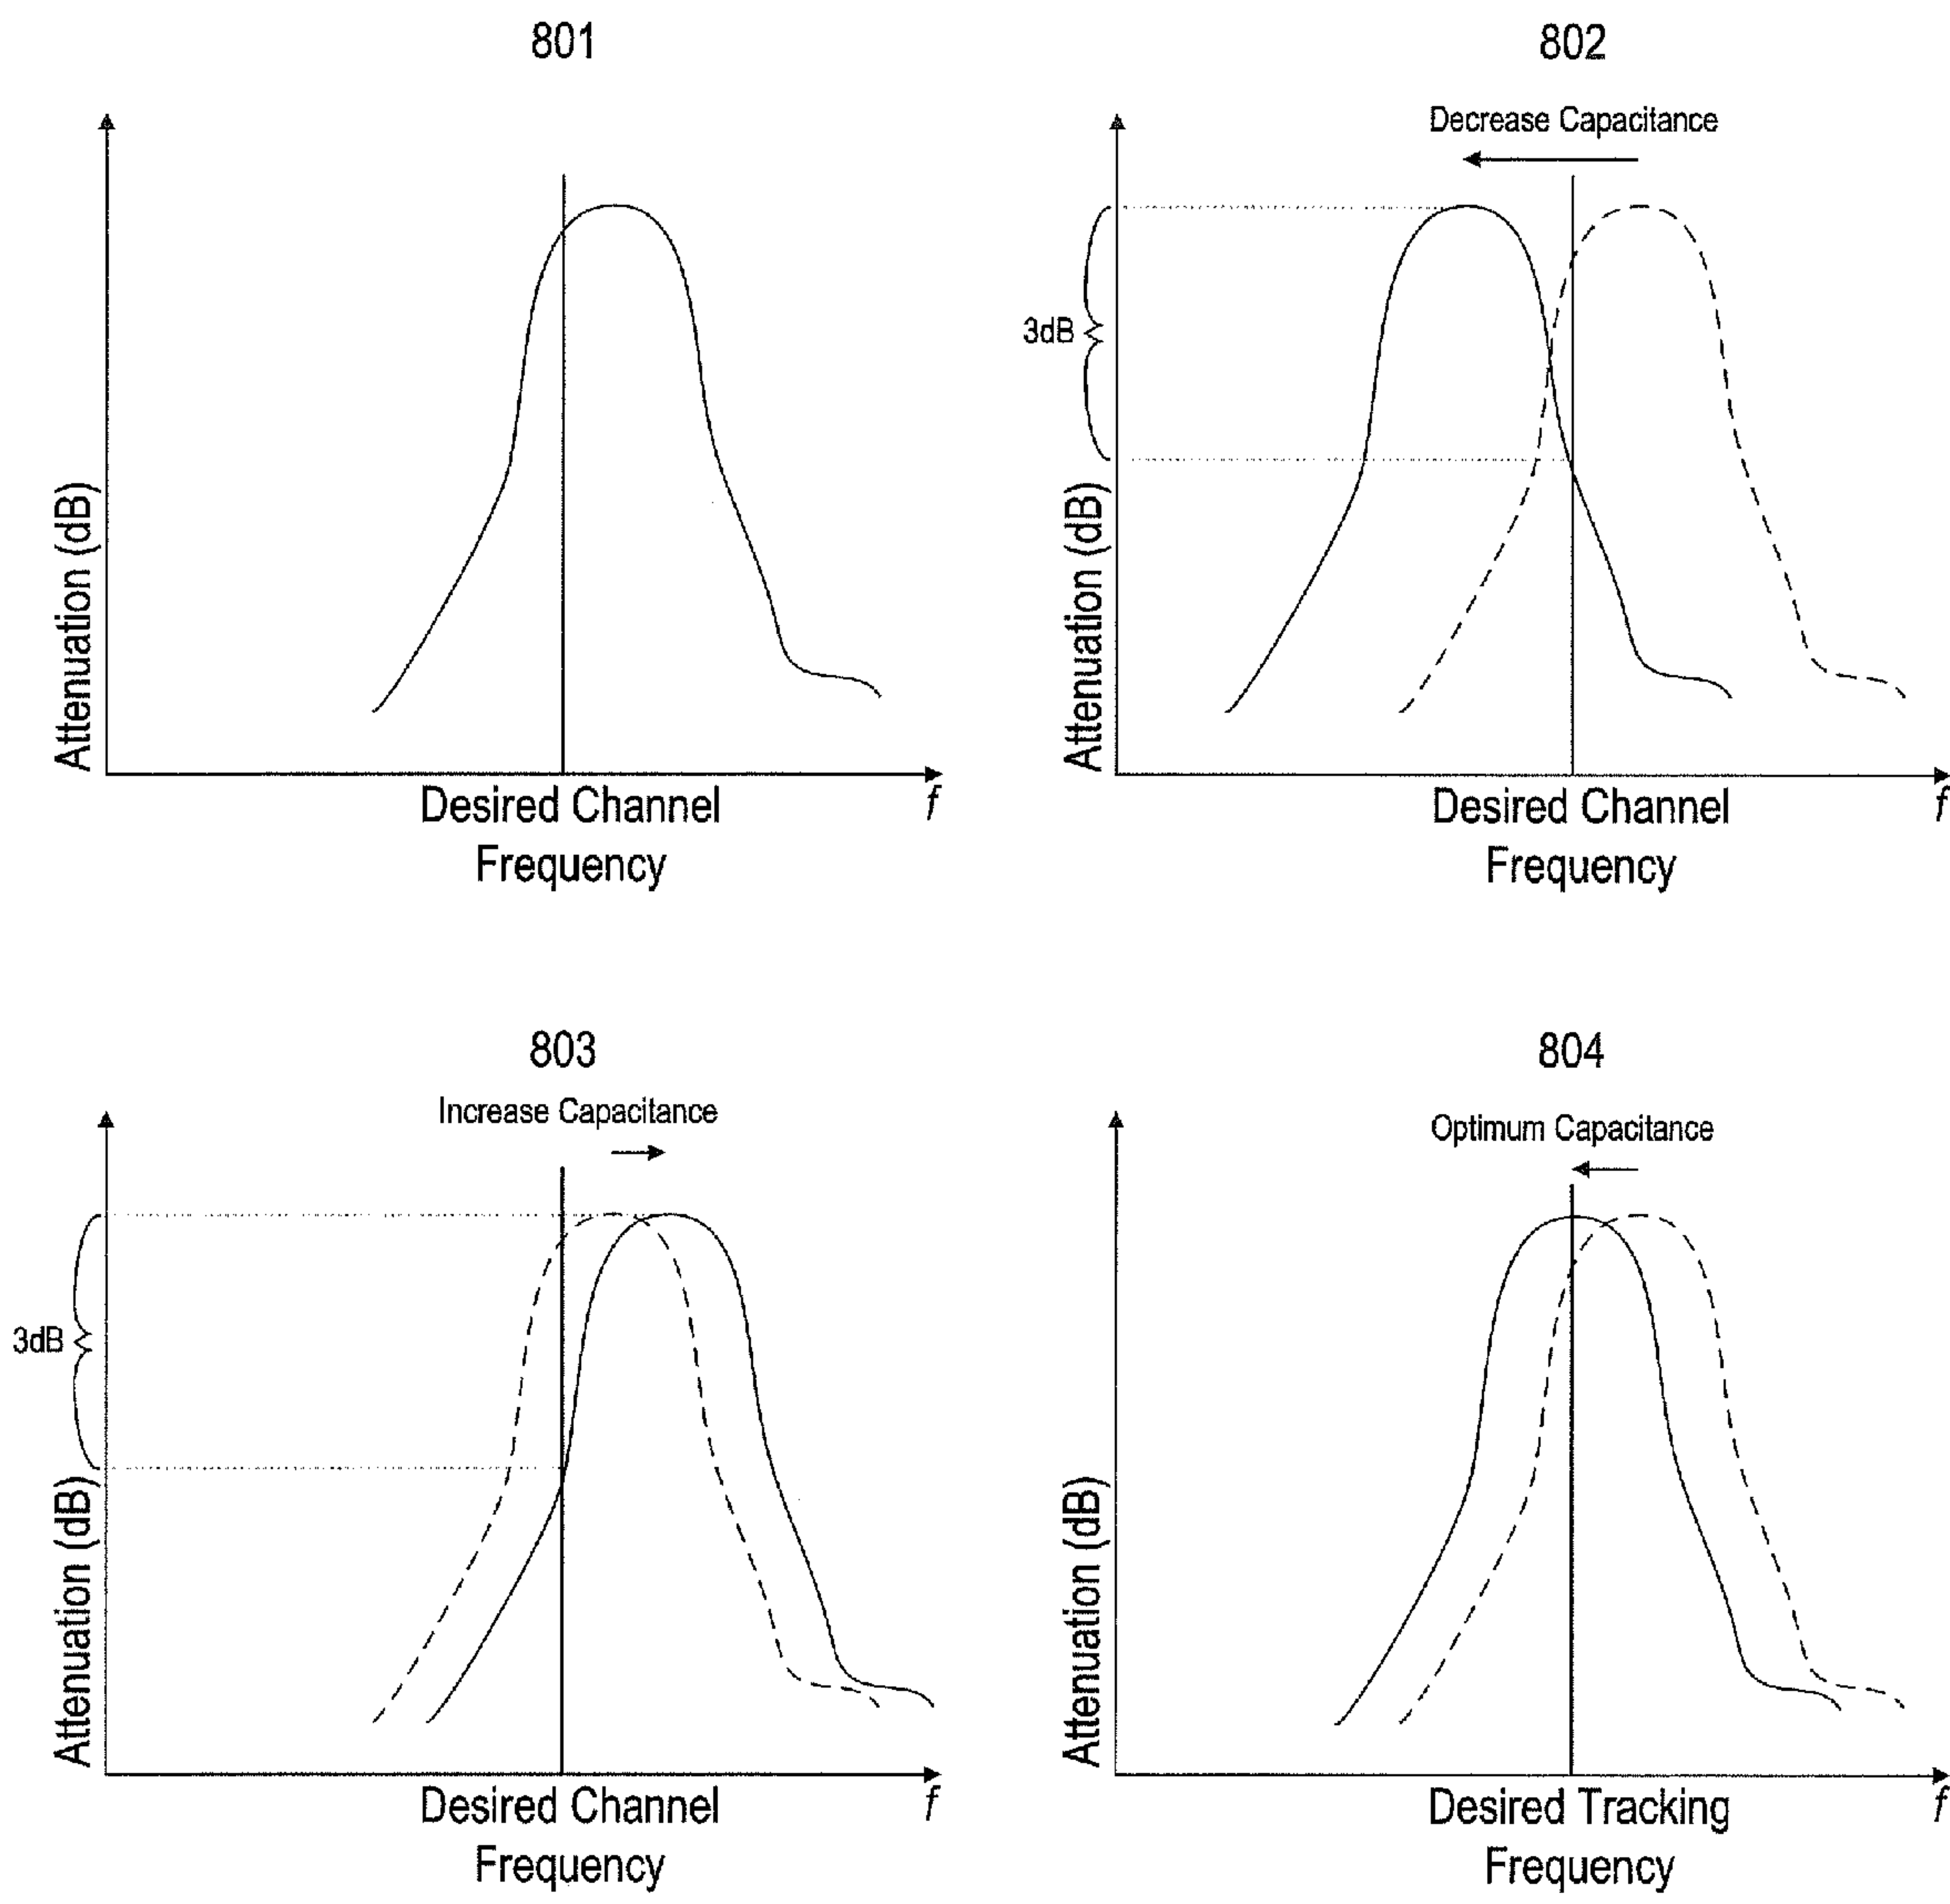 801
Attenuation (dB)
Desired Channel
Frequency
f
802
Decrease Capacitance
3dB
Attenuation (dB)
Desired Channel
Frequency
f
803
Increase Capacitance
3dB
Attenuation (dB)
Desired Channel
Frequency
f
804
Optimum Capacitance
Attenuation (dB)
Desired Tracking
Frequency
f